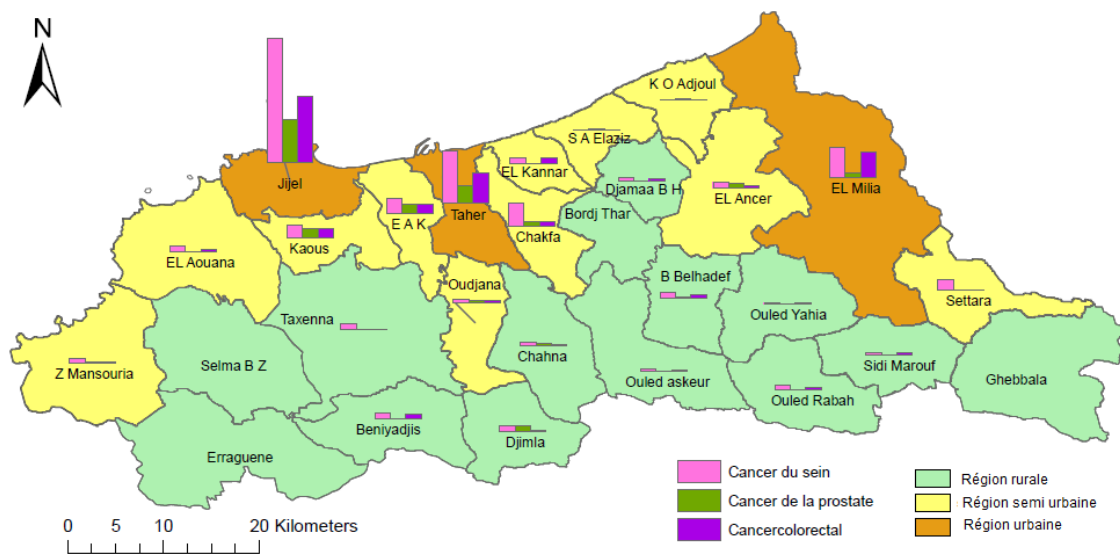 N
K O Adjoul
S A Elaziz
EL Kannar
Djamaa B H
EL Milia
Jijel
EL Ancer
Taher
Bordj Thar
E A K
Chakfa
Kaous
EL Aouana
B Belhadef
Oudjana
Settara
Ouled Yahia
Taxenna
Chahna
Selma B Z
Sidi Marouf
Z Mansouria
Ouled askeur
Ghebbala
Ouled Rabah
Beniyadjis
Djimla
Erraguene
Cancer du sein
Cancer de la prostate
Cancercolorectal
Région rurale
Région semi urbaine
Région urbaine
0 5 10 20 Kilometers